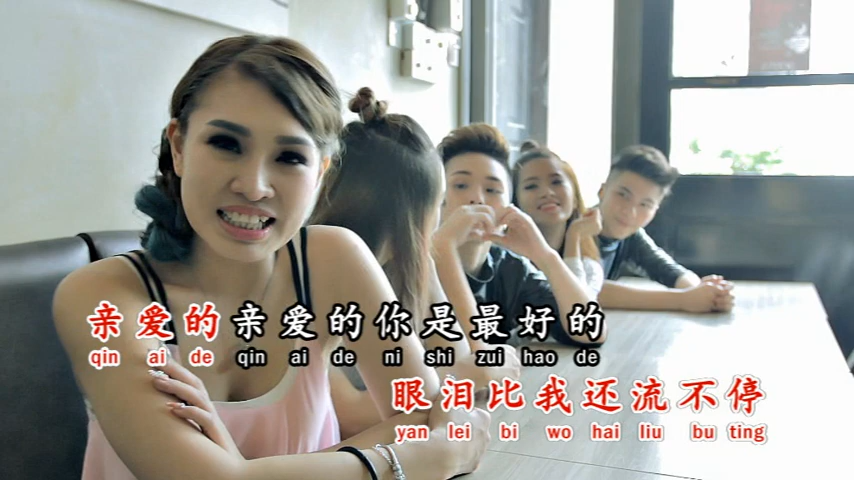 亲爱的亲爱的你是最好的
qin ai de qin ai de ni shi zui hao de
眼泪比我还流不停
yan lei bi wo hai liu bu ting